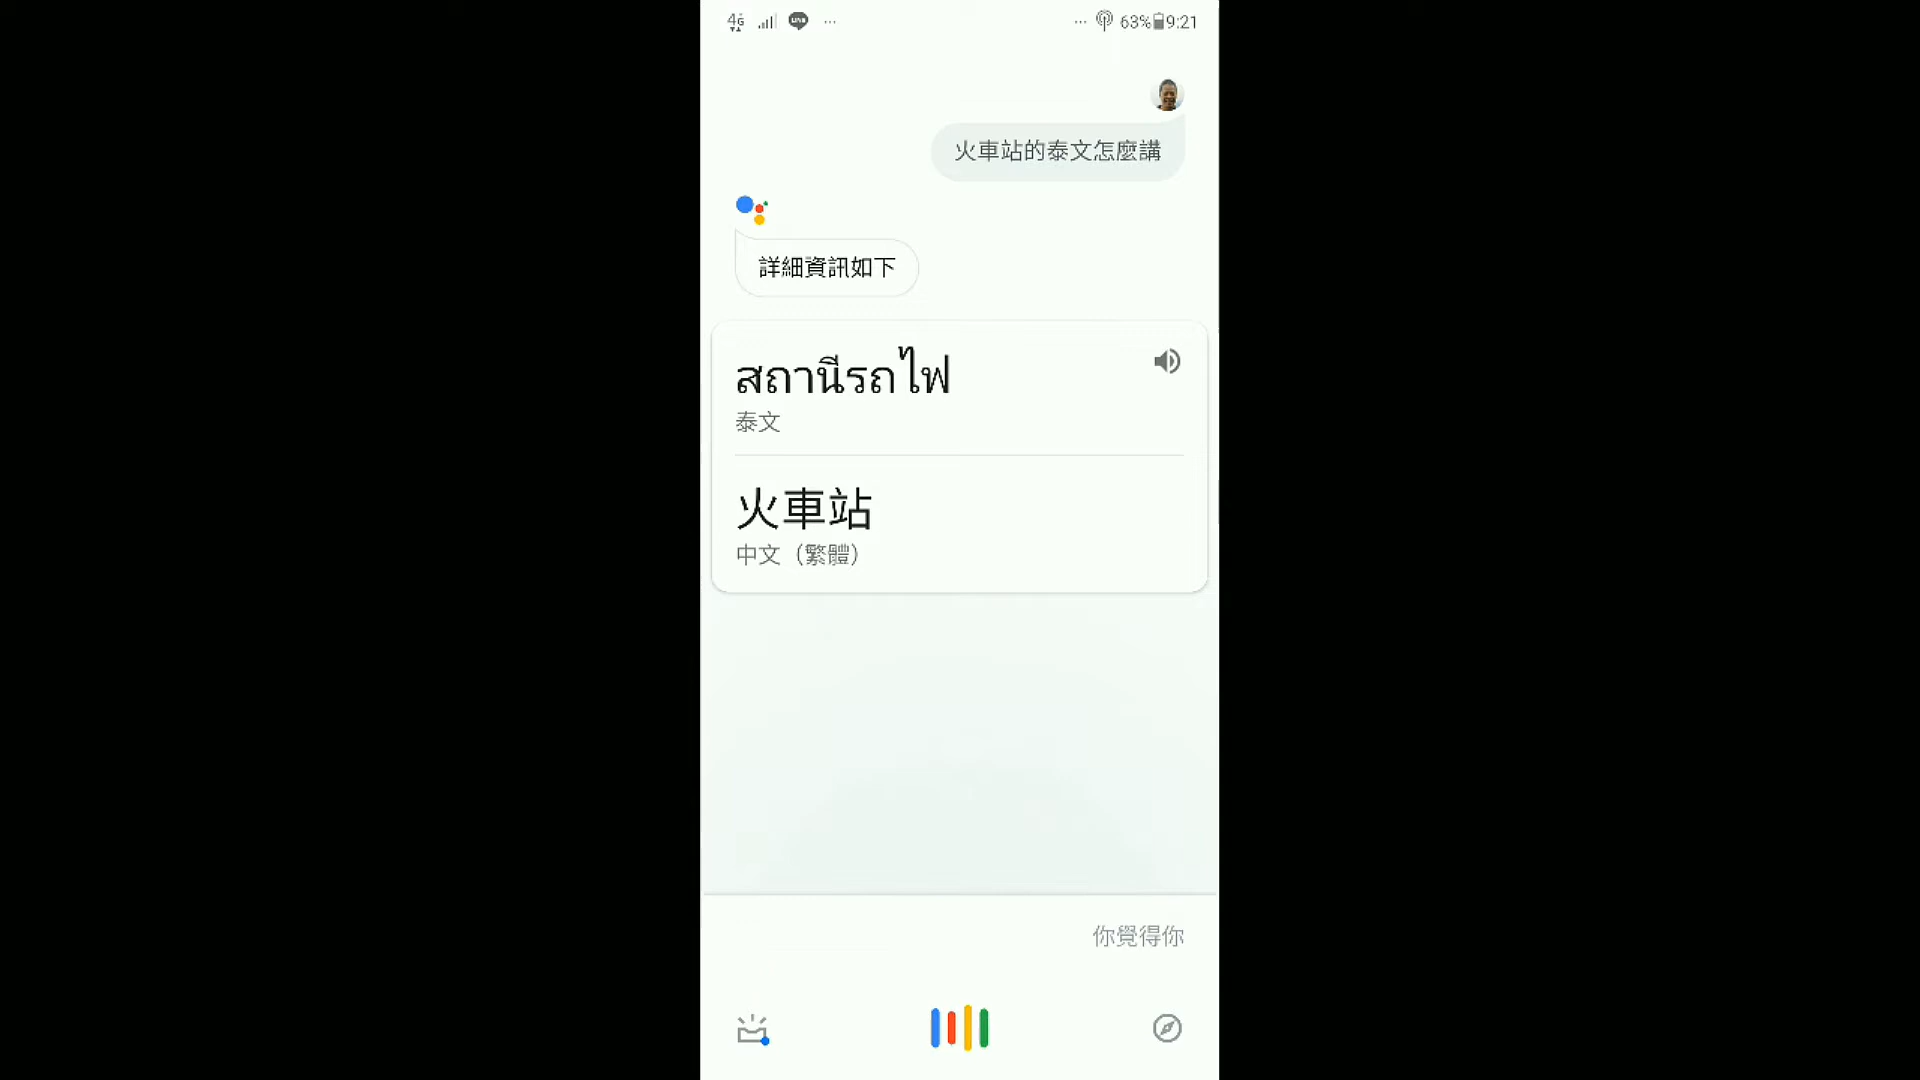 4G LINE ... ... 63% 9:21
火車站的泰文怎麼講
詳細資訊如下
สถานีรถไฟ
泰文
火車站
中文（繁體）
你覺得你